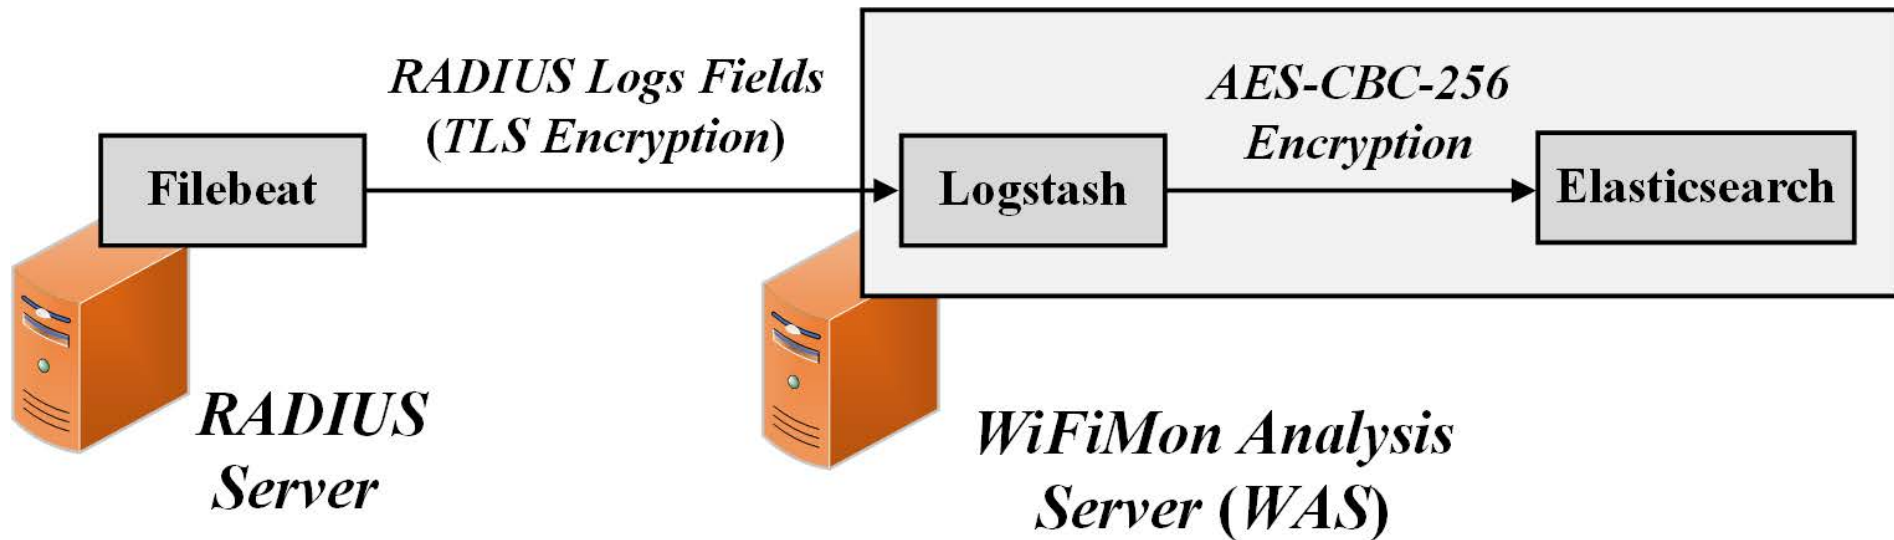 RADIUS Logs Fields
(TLS Encryption)
AES-CBC-256
Encryption
Filebeat
Logstash
Elasticsearch
RADIUS
Server
WiFiMon Analysis
Server (WAS)